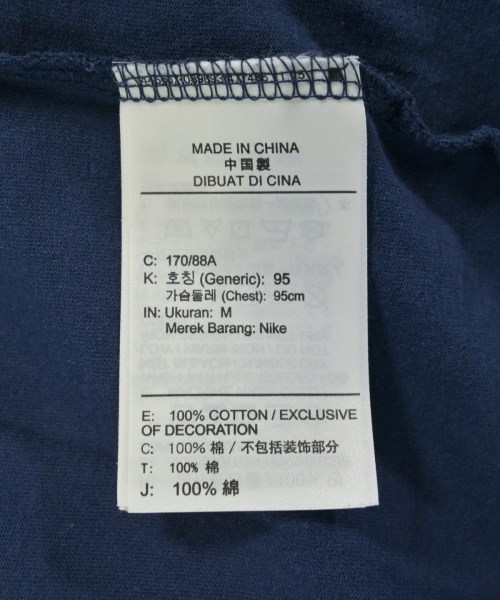 MADE IN CHINA
中国製
DIBUAT DI CINA
C: 170/88A
K: 호칭 (Generic): 95
가슴둘레 (Chest): 95cm
IN: Ukuran: M
Merek Barang: Nike
E: 100% COTTON / EXCLUSIVE
OF DECORATION
C: 100% 棉 / 不包括装饰部分
T: 100% 棉
J: 100% 綿